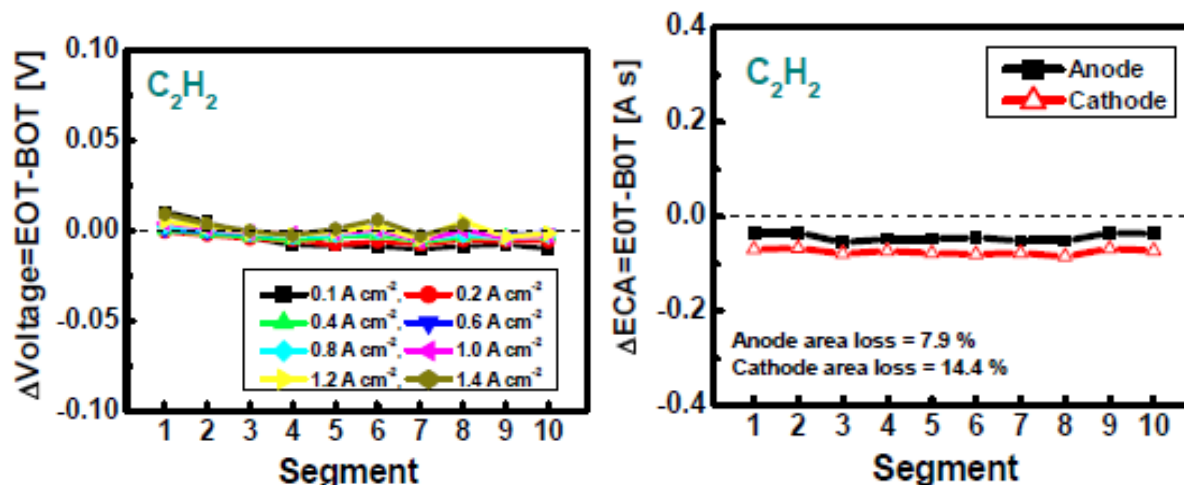 ΔVoltage=EOT-BOT [V]
0.10
0.05
0.00
-0.05
-0.10
C₂H₂
0.1 A cm⁻², 0.2 A cm⁻²
0.4 A cm⁻², 0.6 A cm⁻²
0.8 A cm⁻², 1.0 A cm⁻²
1.2 A cm⁻², 1.4 A cm⁻²
1 2 3 4 5 6 7 8 9 10
Segment
ΔECA=E0T-B0T [A s]
0.4
0.2
0.0
-0.2
-0.4
C₂H₂
Anode
Cathode
Anode area loss = 7.9 %
Cathode area loss = 14.4 %
1 2 3 4 5 6 7 8 9 10
Segment